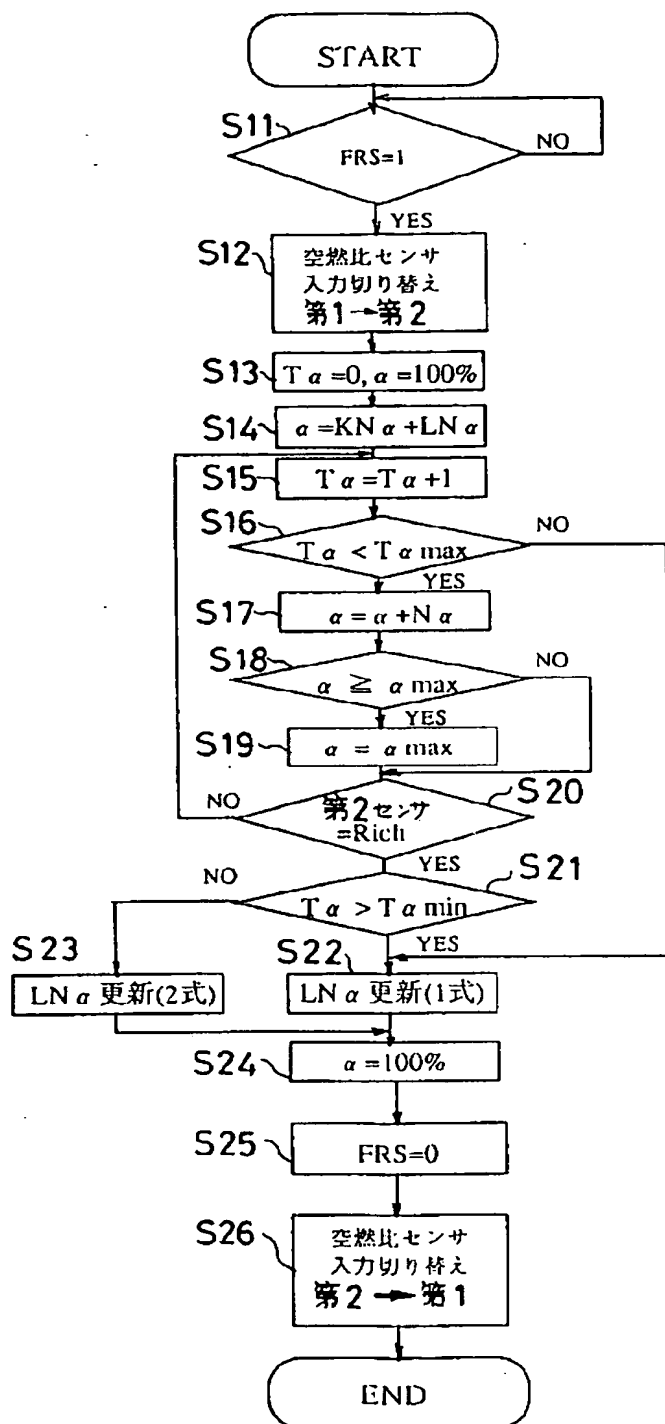 START
S11
FRS=1
NO
YES
S12
空燃比センサ
入力切り替え
第1→第2
S13
Tα=0, α=100%
S14
α=KNα+LNα
S15
Tα=Tα+1
S16
Tα<Tαmax
NO
YES
S17
α=α+Nα
S18
α ≧ αmax
NO
YES
S19
α = αmax
S20
第2センサ
=Rich
NO
YES
S21
Tα > Tαmin
NO
YES
S23
LNα更新(2式)
S22
LNα更新(1式)
S24
α=100%
S25
FRS=0
S26
空燃比センサ
入力切り替え
第2→第1
END